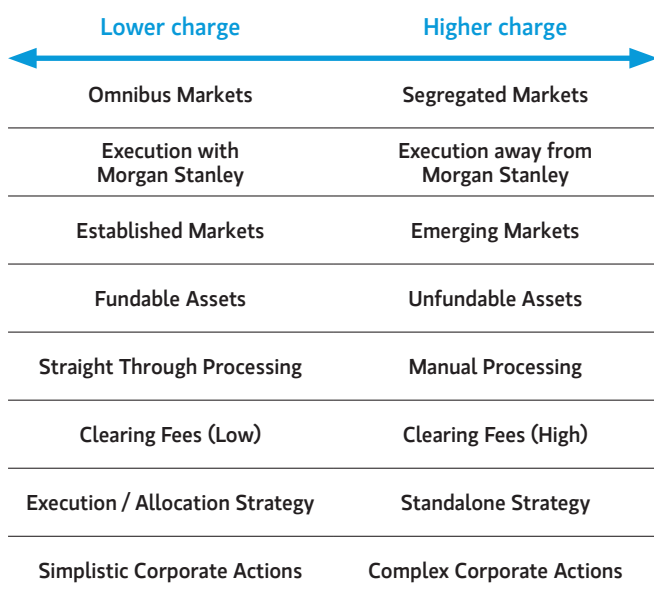 Lower charge Higher charge
Omnibus Markets Segregated Markets
Execution with Execution away from
Morgan Stanley Morgan Stanley
Established Markets Emerging Markets
Fundable Assets Unfundable Assets
Straight Through Processing Manual Processing
Clearing Fees (Low) Clearing Fees (High)
Execution / Allocation Strategy Standalone Strategy
Simplistic Corporate Actions Complex Corporate Actions